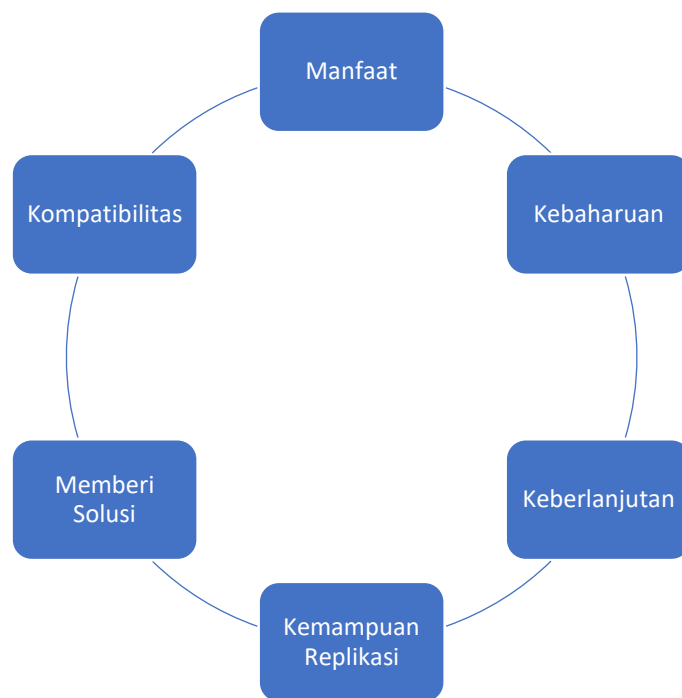 Manfaat
Kebaharuan
Keberlanjutan
Kemampuan
Replikasi
Memberi
Solusi
Kompatibilitas